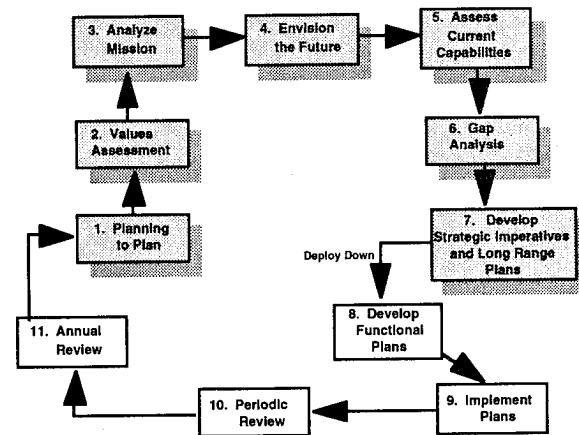 3. Analyze
Mission
4. Envision
the Future
5. Assess
Current
Capabilities
2. Values
Assessment
6. Gap
Analysis
1. Planning
to Plan
7. Develop
Strategic Imperatives
and Long Range
Plans
Deploy Down
8. Develop
Functional
Plans
11. Annual
Review
10. Periodic
Review
9. Implement
Plans